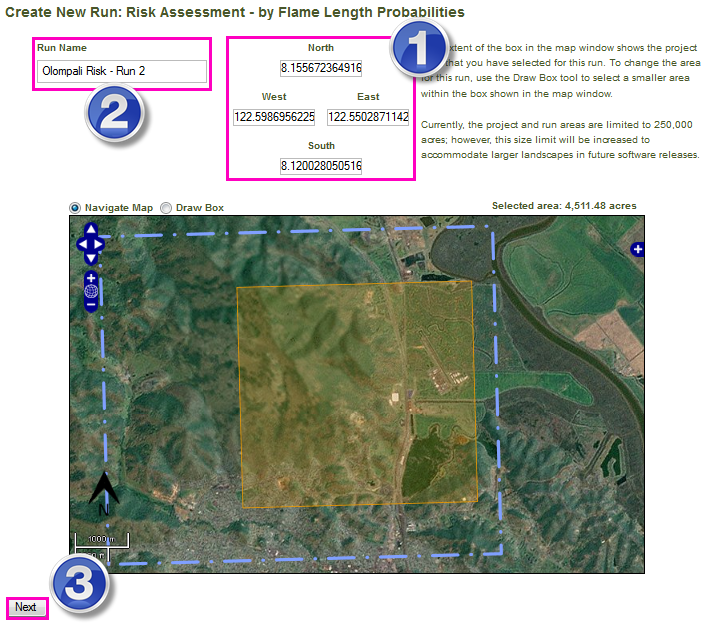 Create New Run: Risk Assessment - by Flame Length Probabilities
Run Name
Olompali Risk - Run 2
2
North
8.155672364916
West
East
122.5986956225
122.5502871142
South
8.120028050516
1
extent of the box in the map window shows the project
that you have selected for this run. To change the area
for this run, use the Draw Box tool to select a smaller area
within the box shown in the map window.
Currently, the project and run areas are limited to 250,000
acres; however, this size limit will be increased to
accommodate larger landscapes in future software releases.
Navigate Map
Draw Box
Selected area: 4,511.48 acres
N
1000 m
3
Next